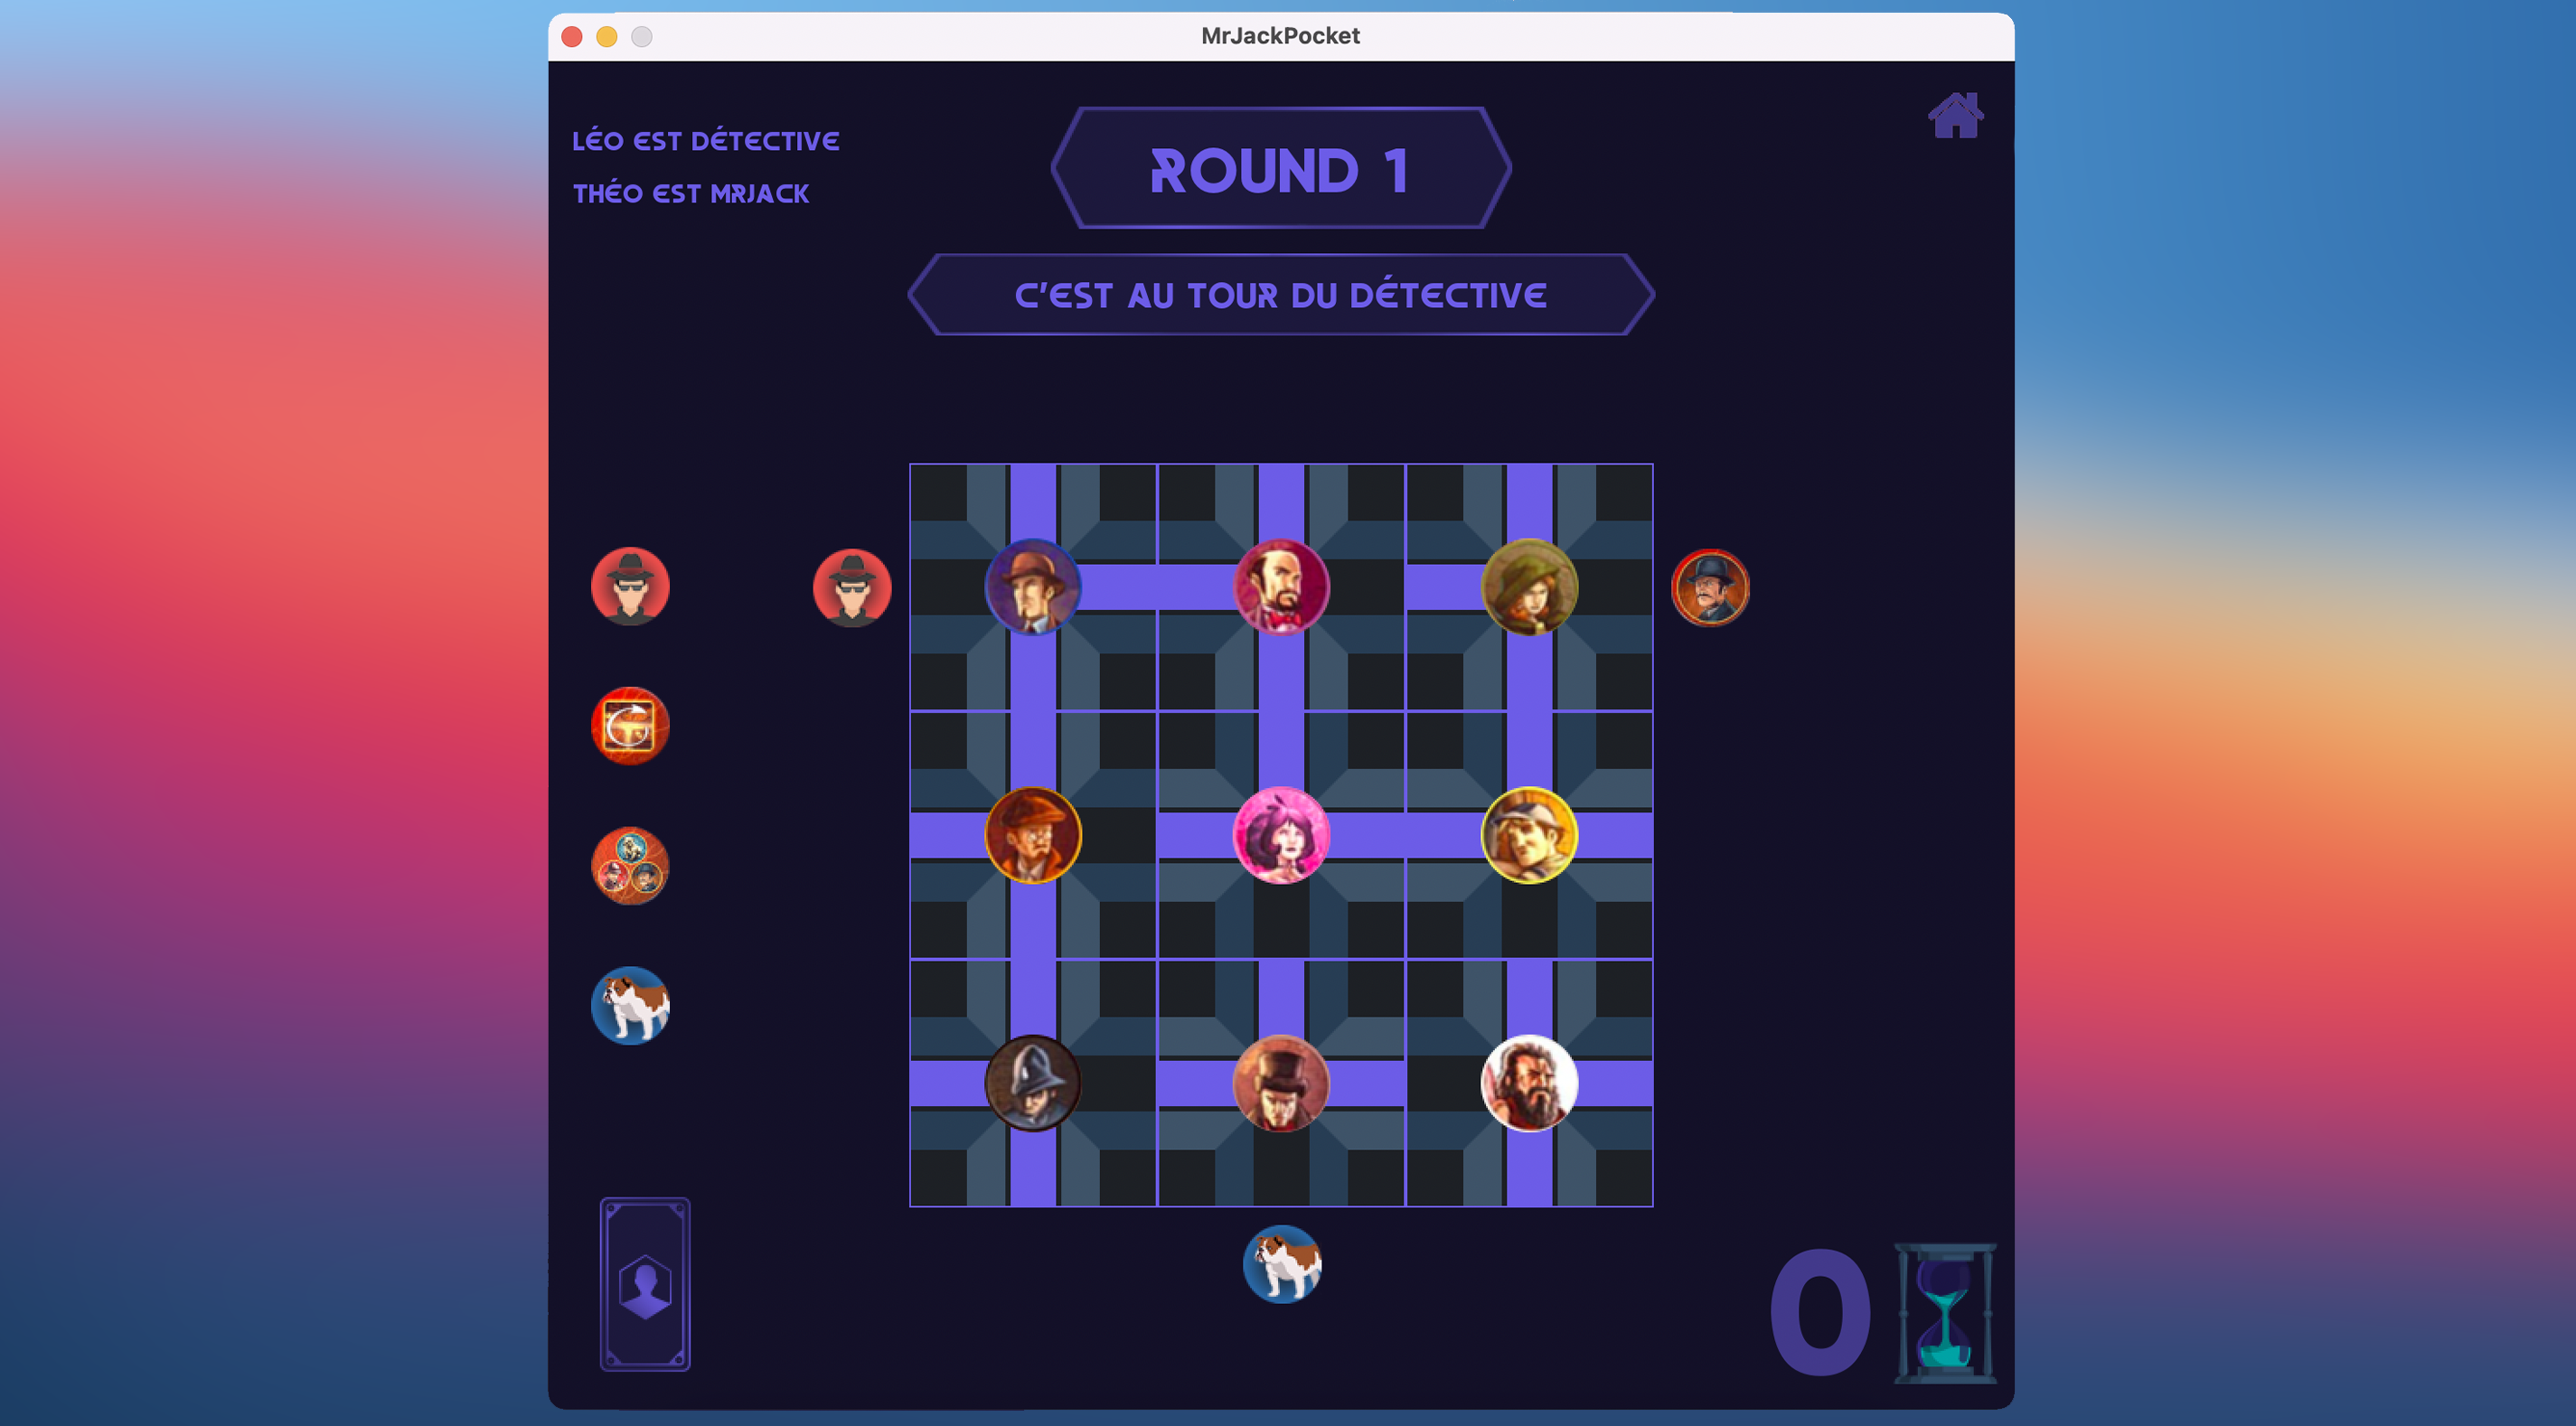 MrJackPocket
LÉO EST DÉTECTIVE
THÉO EST MRJACK
ROUND 1
C'EST AU TOUR DU DÉTECTIVE
0